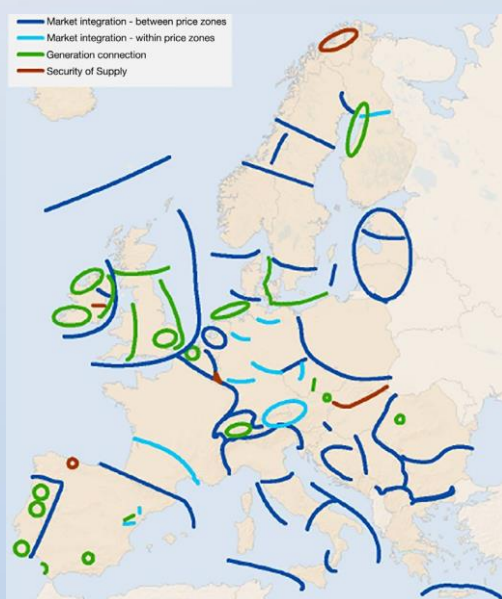 Market integration - between price zones
Market integration - within price zones
Generation connection
Security of Supply